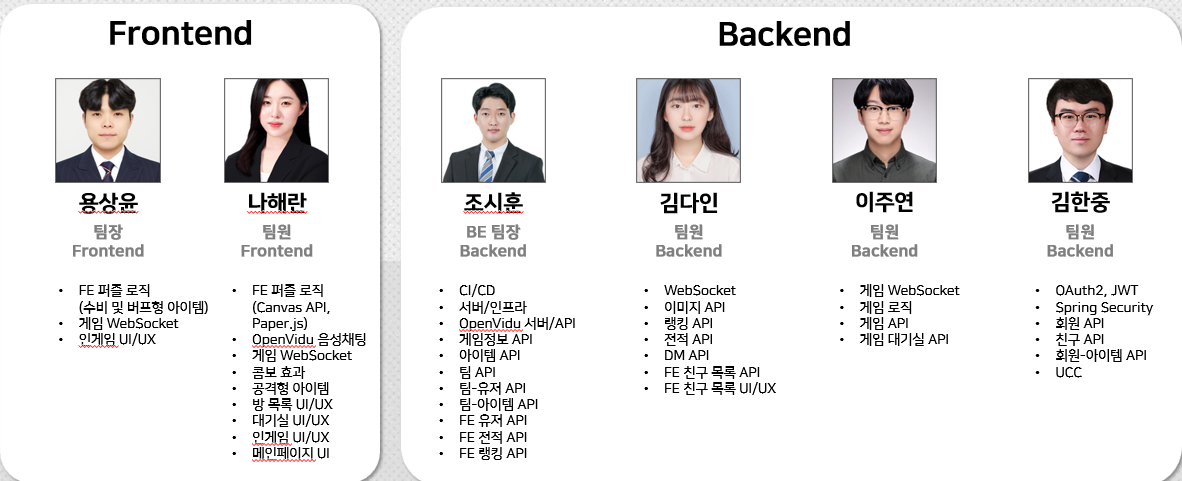 Frontend
용상윤
팀장
Frontend
• FE 퍼즐 로직
(수비 및 버프형 아이템)
• 게임 WebSocket
• 인게임 UI/UX
나해란
팀원
Frontend
• FE 퍼즐 로직
(Canvas API,
Paper.js)
• OpenVidu 음성채팅
• 게임 WebSocket
• 콤보 효과
• 공격형 아이템
• 방 목록 UI/UX
• 대기실 UI/UX
• 인게임 UI/UX
• 메인페이지 UI
Backend
조시훈
BE 팀장
Backend
• CI/CD
• 서버/인프라
• OpenVidu 서버/API
• 게임정보 API
• 아이템 API
• 팀 API
• 팀-유저 API
• 팀-아이템 API
• FE 유저 API
• FE 전적 API
• FE 랭킹 API
김다인
팀원
Backend
• WebSocket
• 이미지 API
• 랭킹 API
• 전적 API
• DM API
• FE 친구 목록 API
• FE 친구 목록 UI/UX
이주연
팀원
Backend
• 게임 WebSocket
• 게임 로직
• 게임 API
• 게임 대기실 API
김한중
팀원
Backend
• OAuth2, JWT
• Spring Security
• 회원 API
• 친구 API
• 회원-아이템 API
• UCC